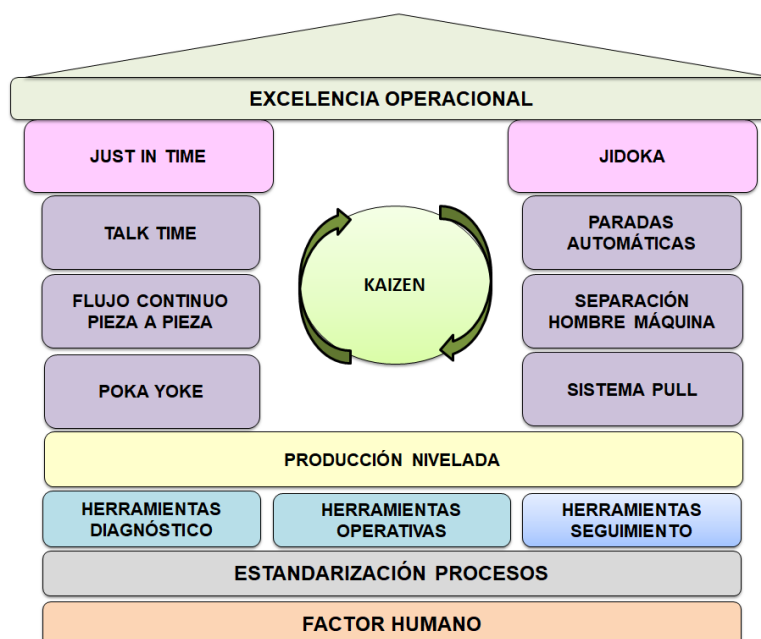 EXCELENCIA OPERACIONAL
JUST IN TIME
JIDOKA
TALK TIME
PARADAS
AUTOMÁTICAS
KAIZEN
FLUJO CONTINUO
PIEZA A PIEZA
SEPARACIÓN
HOMBRE MÁQUINA
POKA YOKE
SISTEMA PULL
PRODUCCIÓN NIVELADA
HERRAMIENTAS
DIAGNÓSTICO
HERRAMIENTAS
OPERATIVAS
HERRAMIENTAS
SEGUIMIENTO
ESTANDARIZACIÓN PROCESOS
FACTOR HUMANO